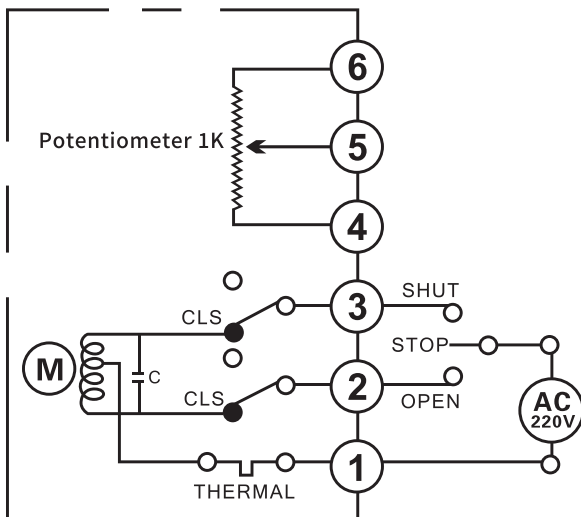 6
Potentiometer 1K
5
4
3
SHUT
CLS
STOP
M
C
2
CLS
OPEN
AC
220V
1
THERMAL